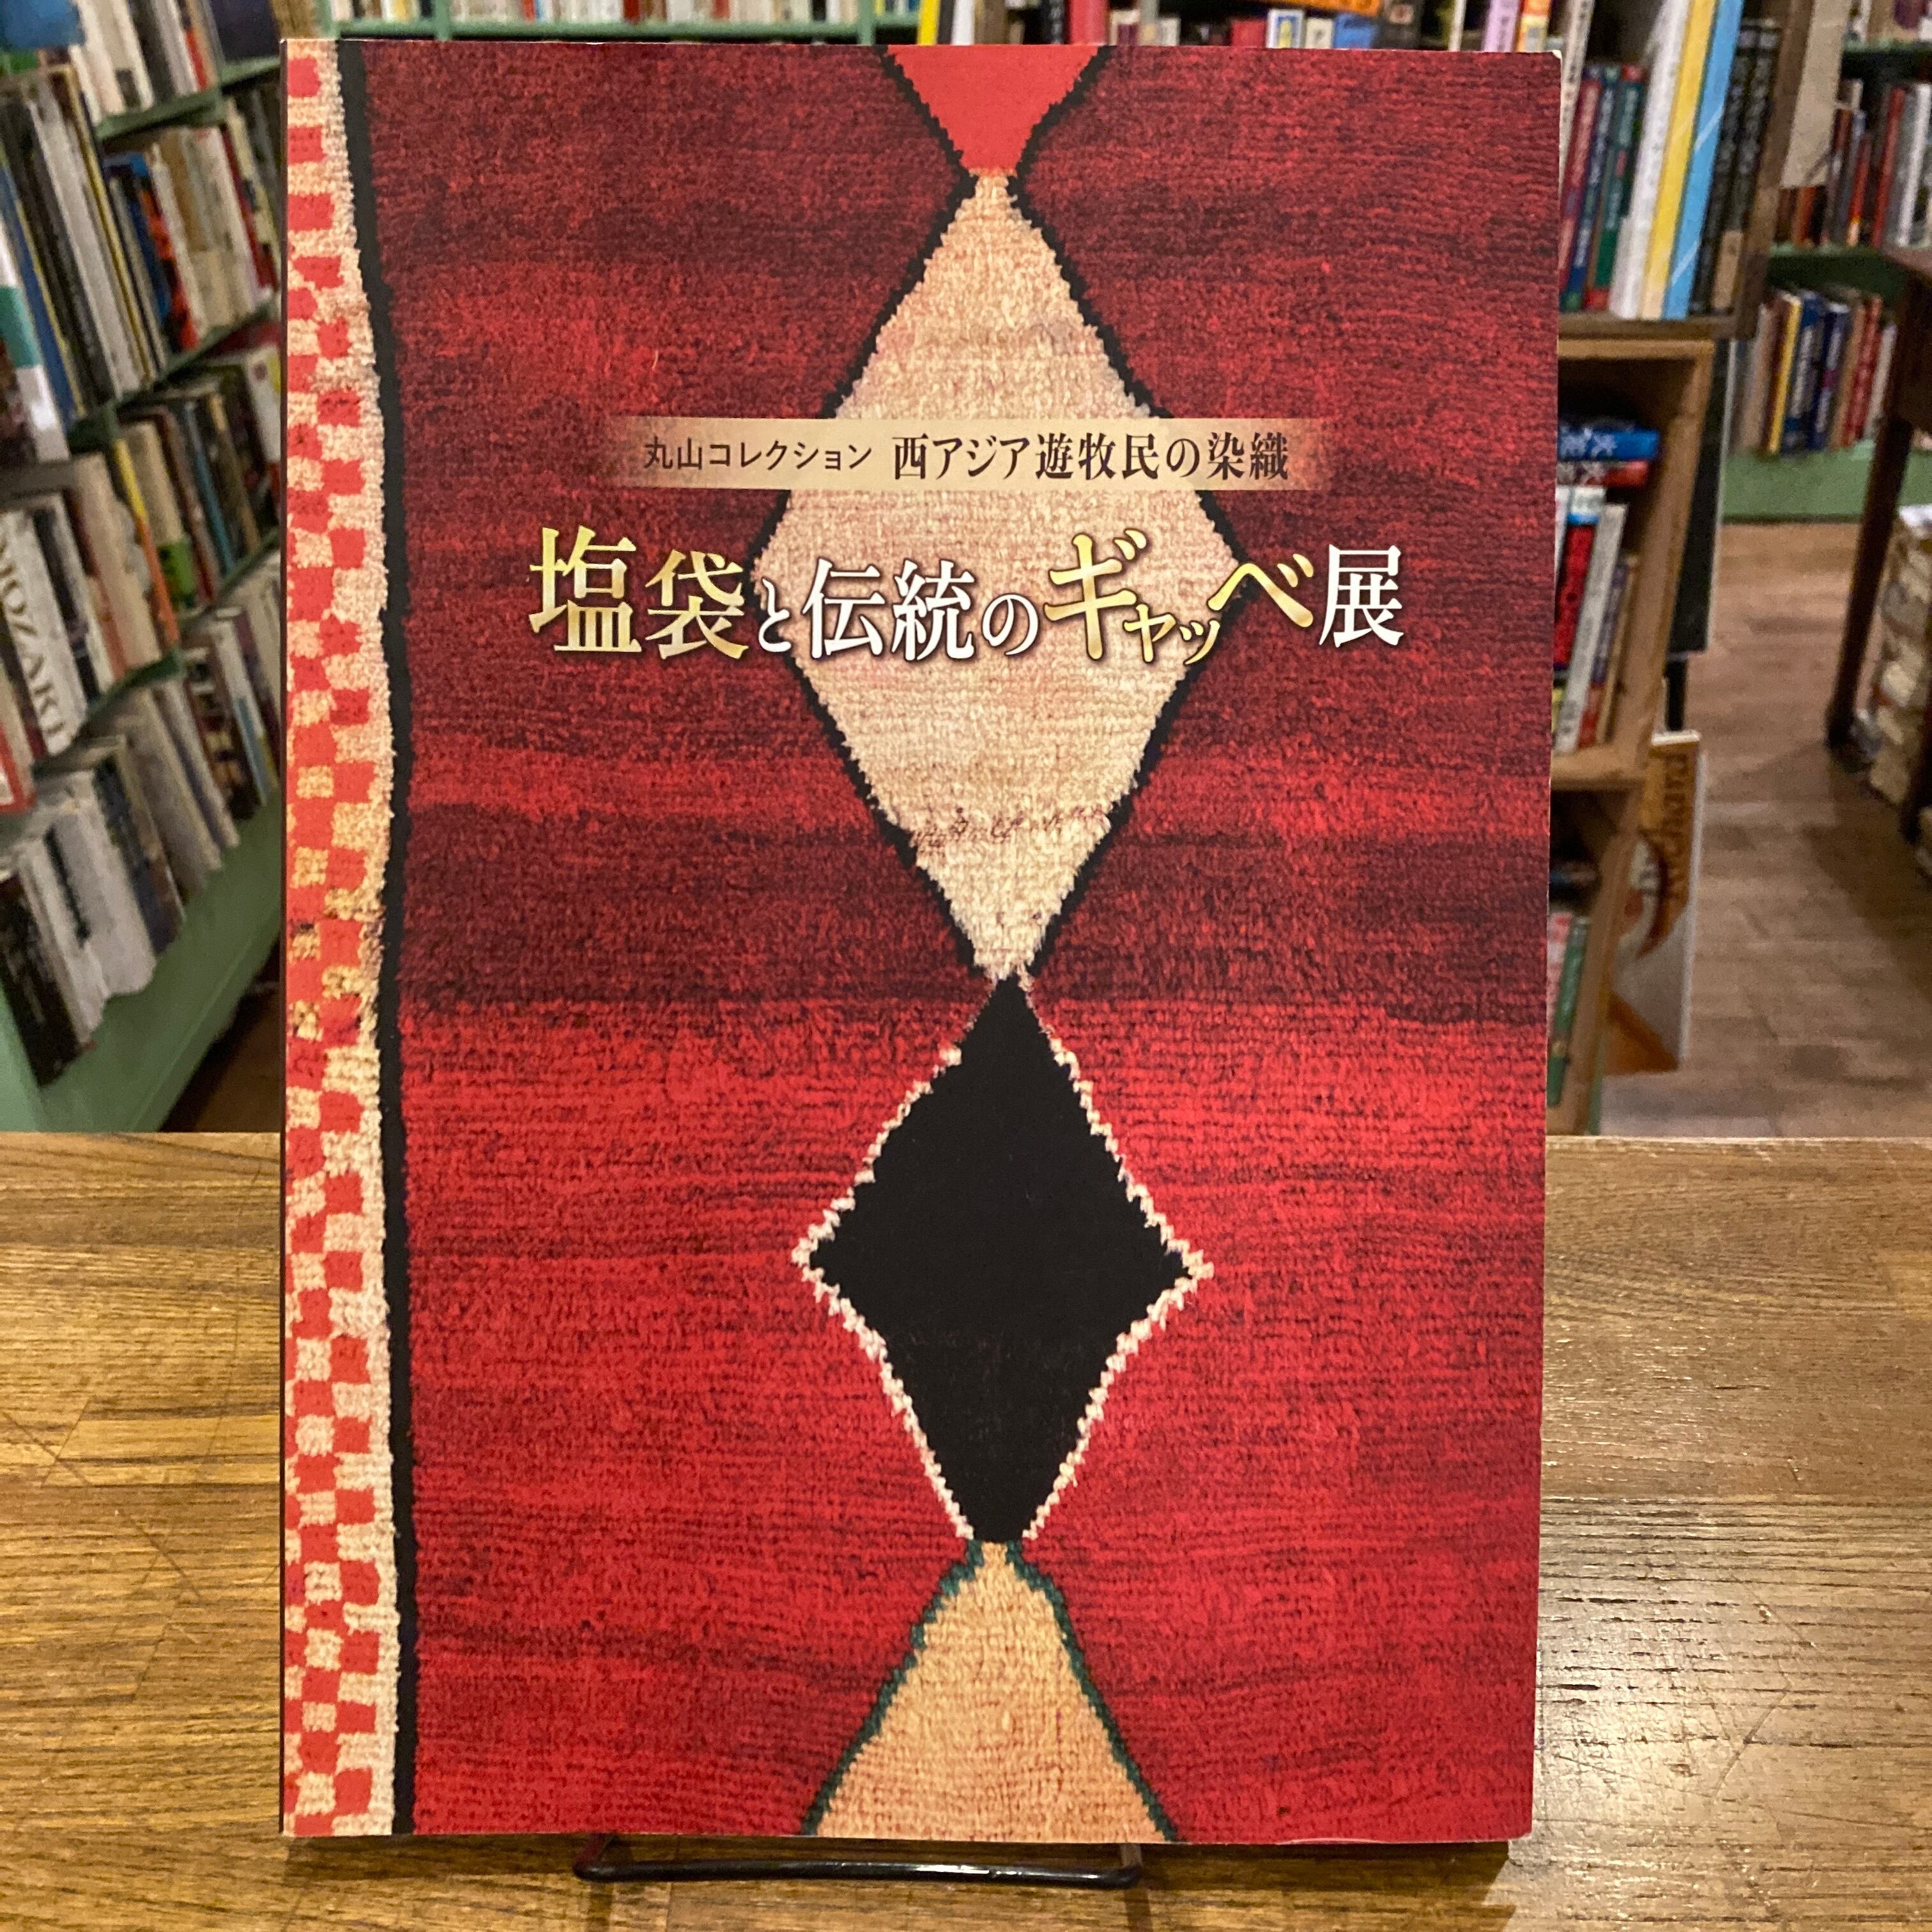 丸山コレクション 西アジア遊牧民の染織
塩袋と伝統のギャッベ展